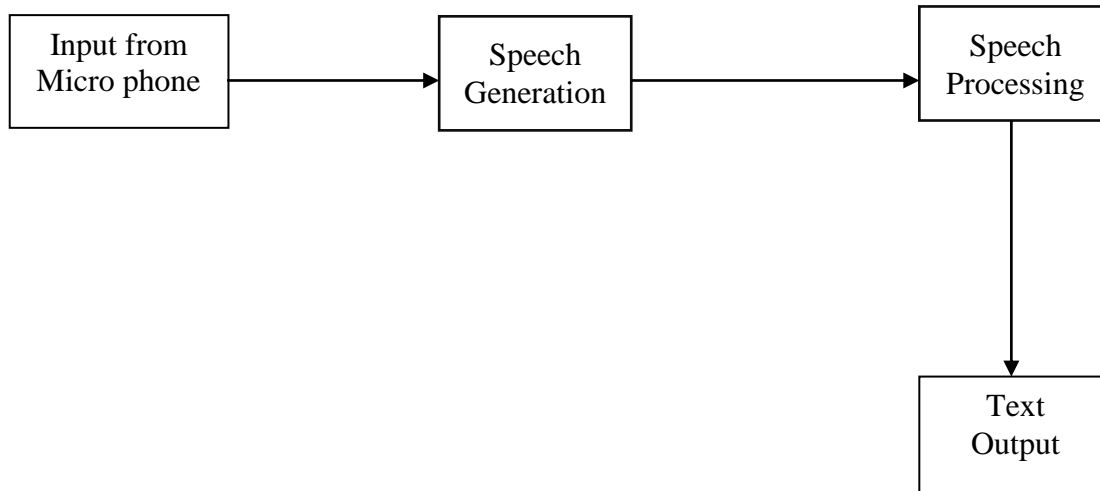 Input from
Micro phone
Speech
Generation
Speech
Processing
Text
Output